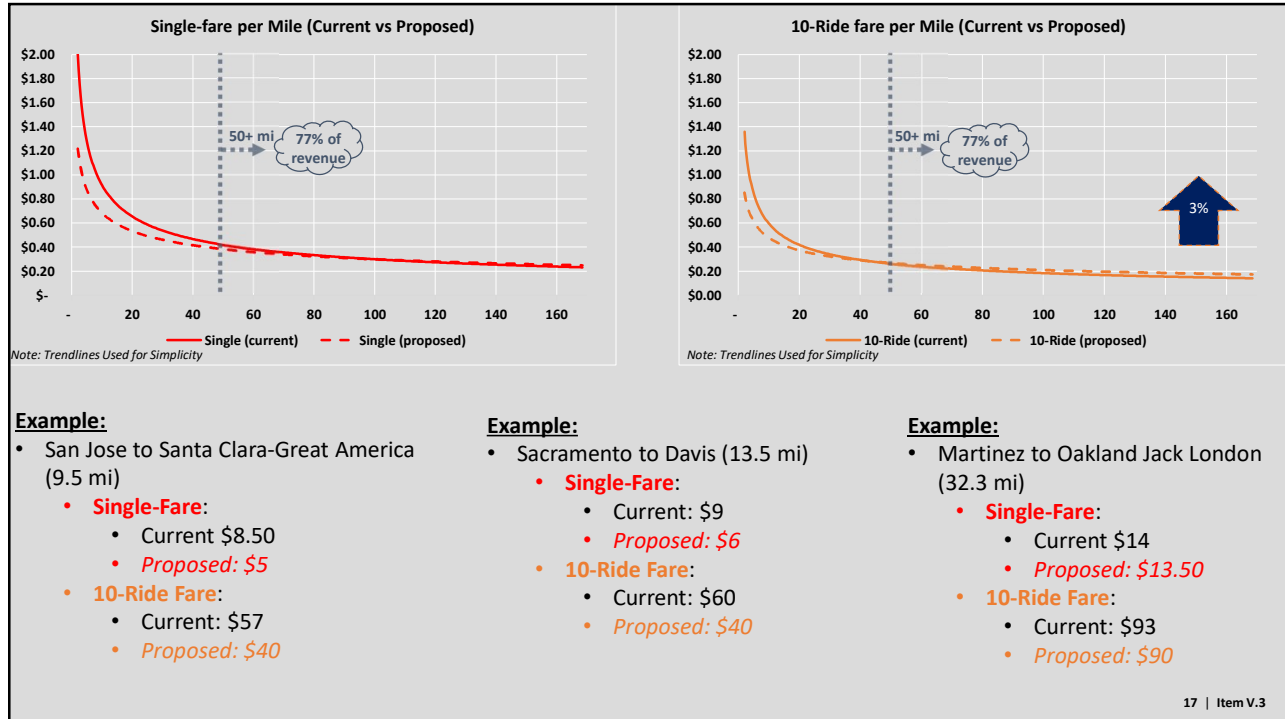 Single-fare per Mile (Current vs Proposed)
$2.00
$1.80
$1.60
$1.40
$1.20
$1.00
$0.80
$0.60
$0.40
$0.20
$-
50+ mi
77% of
revenue
-
20
40
60
80
100
120
140
160
Single (current)
Single (proposed)
Note: Trendlines Used for Simplicity
10-Ride fare per Mile (Current vs Proposed)
$2.00
$1.80
$1.60
$1.40
$1.20
$1.00
$0.80
$0.60
$0.40
$0.20
$0.00
50+ mi
77% of
revenue
3%
-
20
40
60
80
100
120
140
160
10-Ride (current)
10-Ride (proposed)
Note: Trendlines Used for Simplicity
Example:
• San Jose to Santa Clara-Great America
(9.5 mi)
• Single-Fare:
• Current $8.50
• Proposed: $5
• 10-Ride Fare:
• Current: $57
• Proposed: $40
Example:
• Sacramento to Davis (13.5 mi)
• Single-Fare:
• Current: $9
• Proposed: $6
• 10-Ride Fare:
• Current: $60
• Proposed: $40
Example:
• Martinez to Oakland Jack London
(32.3 mi)
• Single-Fare:
• Current $14
• Proposed: $13.50
• 10-Ride Fare:
• Current: $93
• Proposed: $90
17 | Item V.3